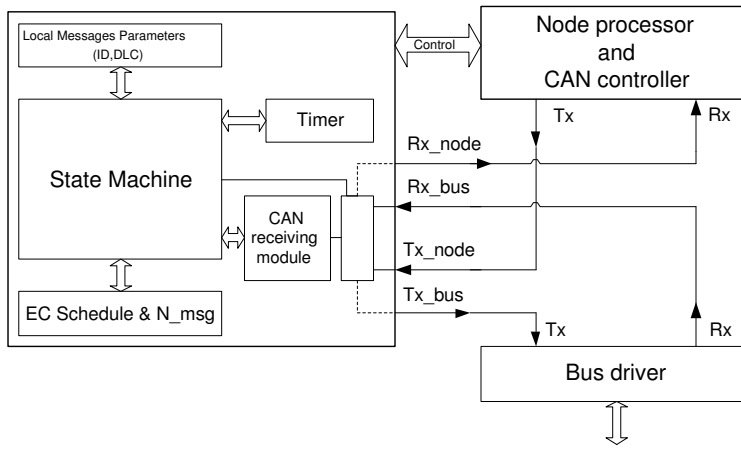 Local Messages Parameters
(ID,DLC)
Control
Node processor
and
CAN controller
State Machine
Timer
Tx
Rx
Rx_node
Rx_bus
CAN
receiving
module
Tx_node
EC Schedule & N_msg
Tx_bus
Tx
Rx
Bus driver